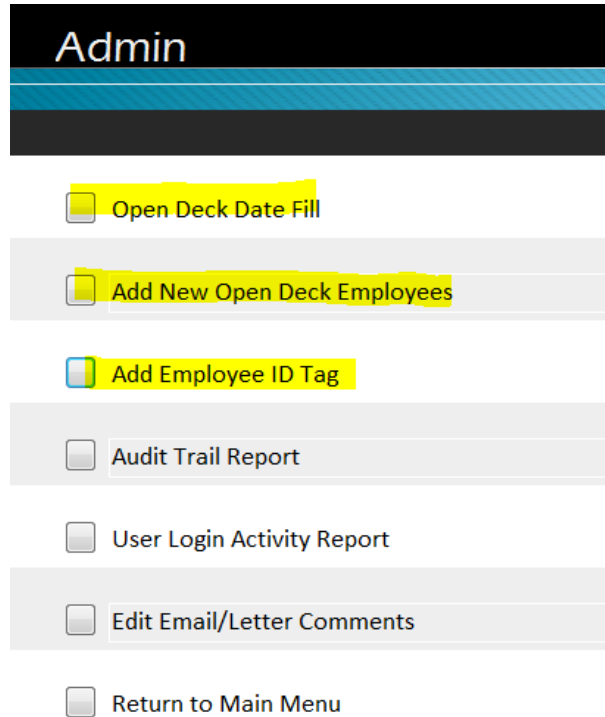 Admin
Open Deck Date Fill
Add New Open Deck Employees
Add Employee ID Tag
Audit Trail Report
User Login Activity Report
Edit Email/Letter Comments
Return to Main Menu